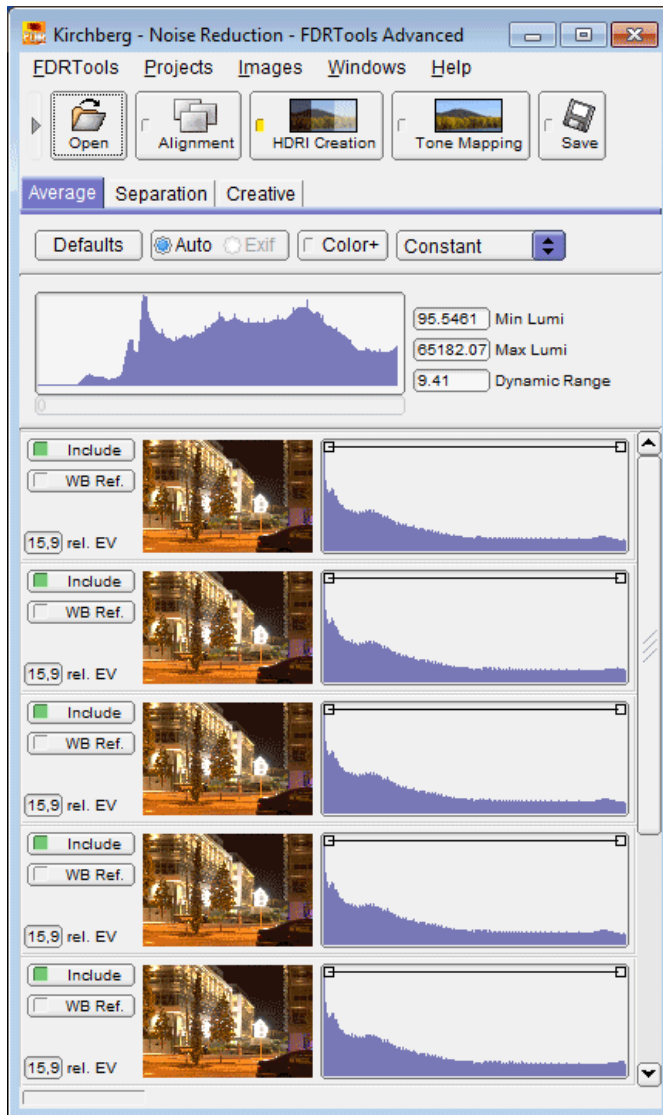 Kirchberg - Noise Reduction - FDRTools Advanced
FDRTools Projects Images Windows Help
Open Alignment HDRI Creation Tone Mapping Save
Average Separation Creative
Defaults Auto Exif Color+ Constant
95.5461 Min Lumi
65182.07 Max Lumi
9.41 Dynamic Range
0
Include
WB Ref.
15,9 rel. EV
Include
WB Ref.
15,9 rel. EV
Include
WB Ref.
15,9 rel. EV
Include
WB Ref.
15,9 rel. EV
Include
WB Ref.
15,9 rel. EV